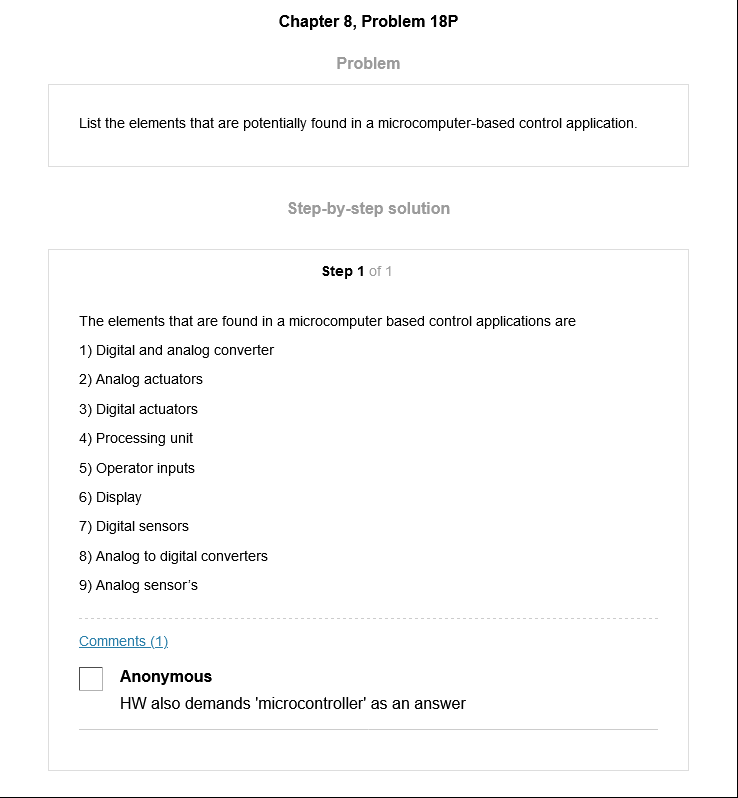 Chapter 8, Problem 18P
Problem
List the elements that are potentially found in a microcomputer-based control application.
Step-by-step solution
Step 1 of 1
The elements that are found in a microcomputer based control applications are
1) Digital and analog converter
2) Analog actuators
3) Digital actuators
4) Processing unit
5) Operator inputs
6) Display
7) Digital sensors
8) Analog to digital converters
9) Analog sensor’s
Comments (1)
Anonymous
HW also demands 'microcontroller' as an answer